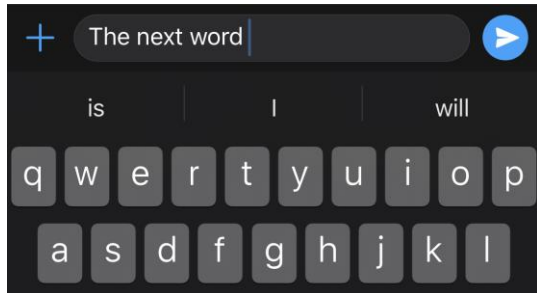 The next word
is I will
q w e r t y u i o p
a s d f g h j k l